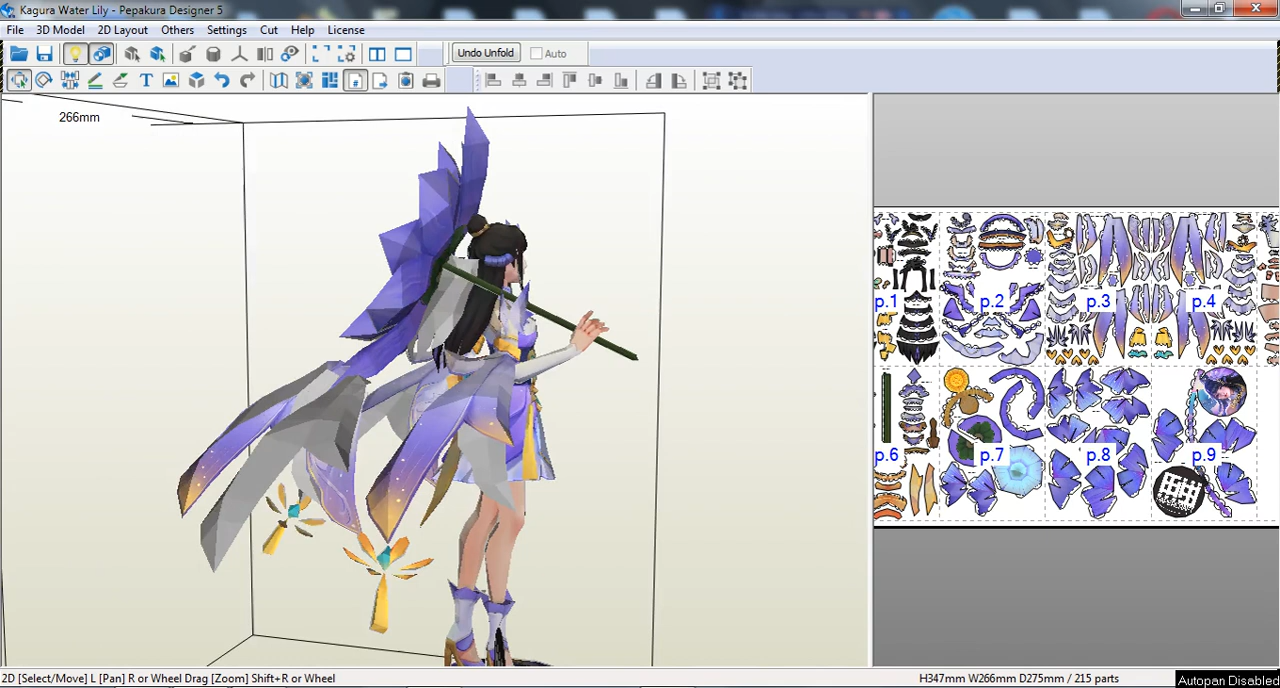 Kagura Water Lily - Pepakura Designer 5
File 3D Model 2D Layout Others Settings Cut Help License
Undo Unfold Auto
266mm
p.1 p.2 p.3 p.4
p.6 p.7 p.8 p.9
2D [Select/Move] L [Pan] R or Wheel Drag [Zoom] Shift+R or Wheel H347mm W266mm D275mm / 215 parts Autopan Disabled